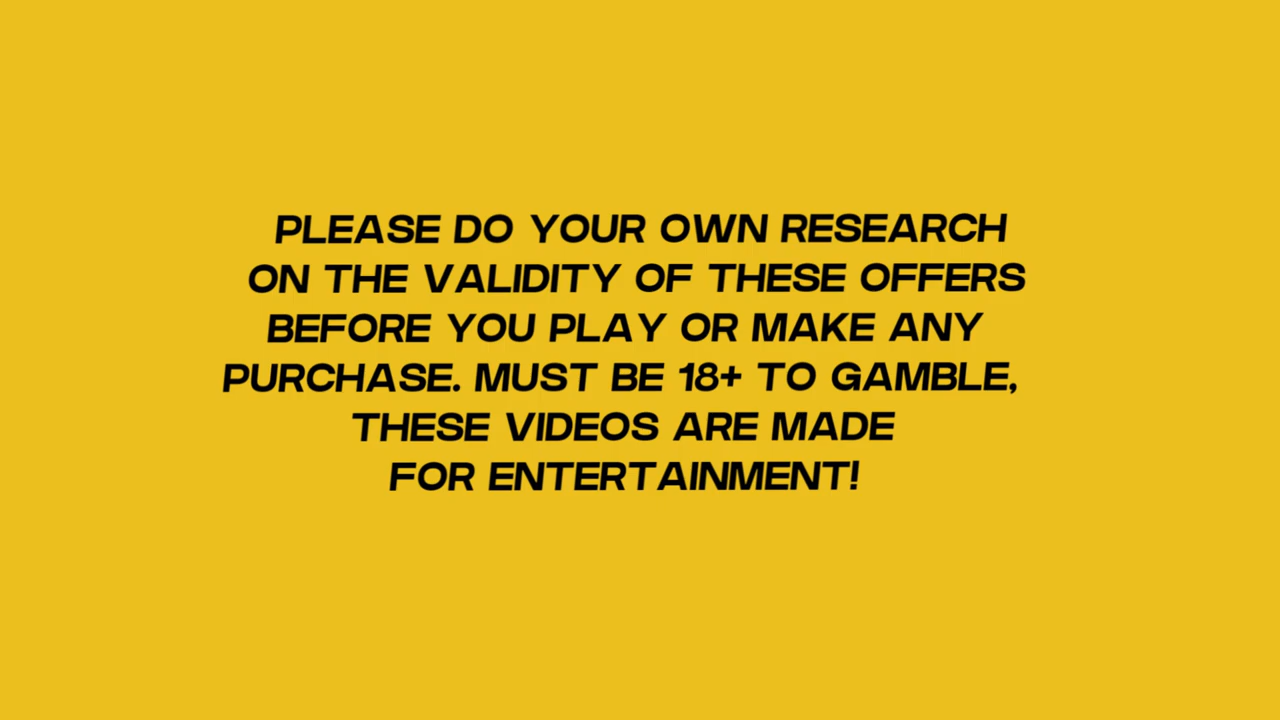 PLEASE DO YOUR OWN RESEARCH
ON THE VALIDITY OF THESE OFFERS
BEFORE YOU PLAY OR MAKE ANY
PURCHASE. MUST BE 18+ TO GAMBLE,
THESE VIDEOS ARE MADE
FOR ENTERTAINMENT!